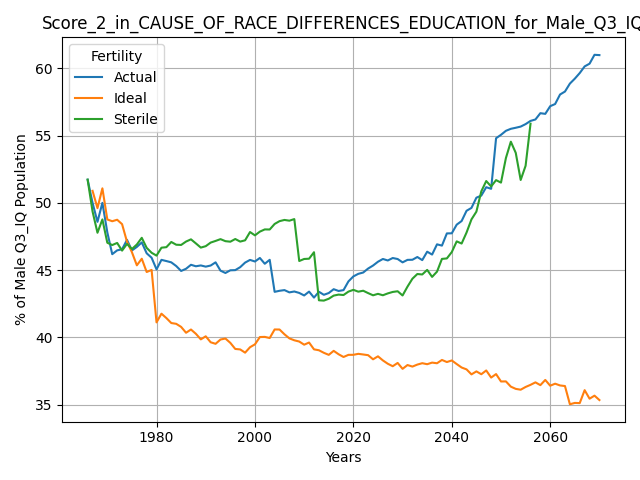 Score_2_in_CAUSE_OF_RACE_DIFFERENCES_EDUCATION_for_Male_Q3_IQ
Fertility
Actual
Ideal
Sterile
% of Male Q3_IQ Population
60
55
50
45
40
35
1980 2000 2020 2040 2060
Years